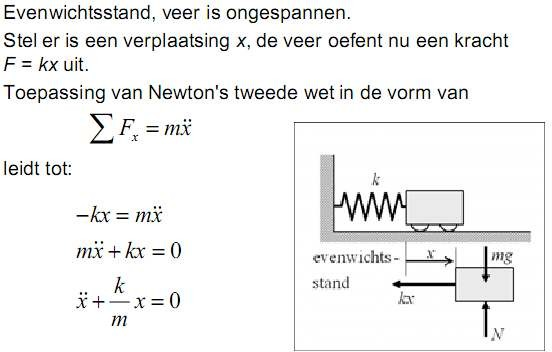 Evenwichtsstand, veer is ongespannen.
Stel er is een verplaatsing x, de veer oefent nu een kracht
F = kx uit.
Toepassing van Newton's tweede wet in de vorm van
∑ Fₓ = mẍ
leidt tot:
−kx = mẍ
mẍ + kx = 0
ẍ + k/m x = 0
k
evenwichts- x mg
stand
kx
N